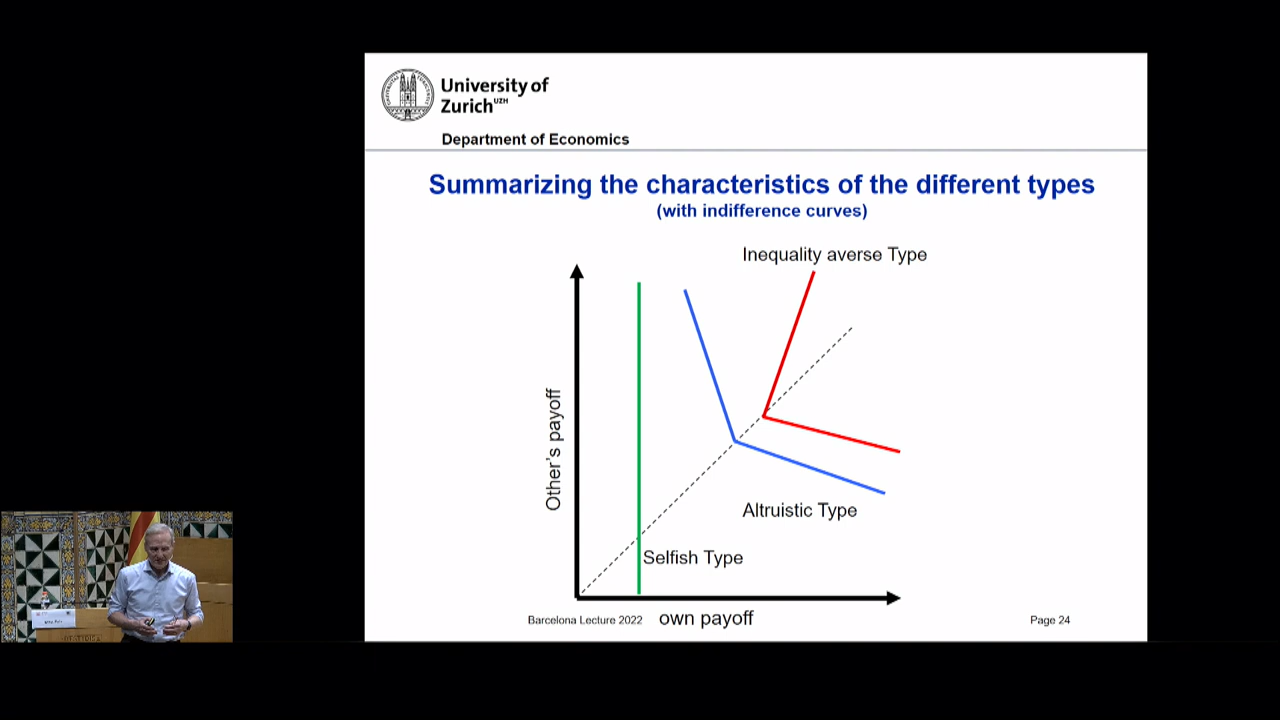 University of
Zurich UZH
Department of Economics
Summarizing the characteristics of the different types
(with indifference curves)
Inequality averse Type
Other's payoff
Altruistic Type
Selfish Type
own payoff
Barcelona Lecture 2022
Page 24